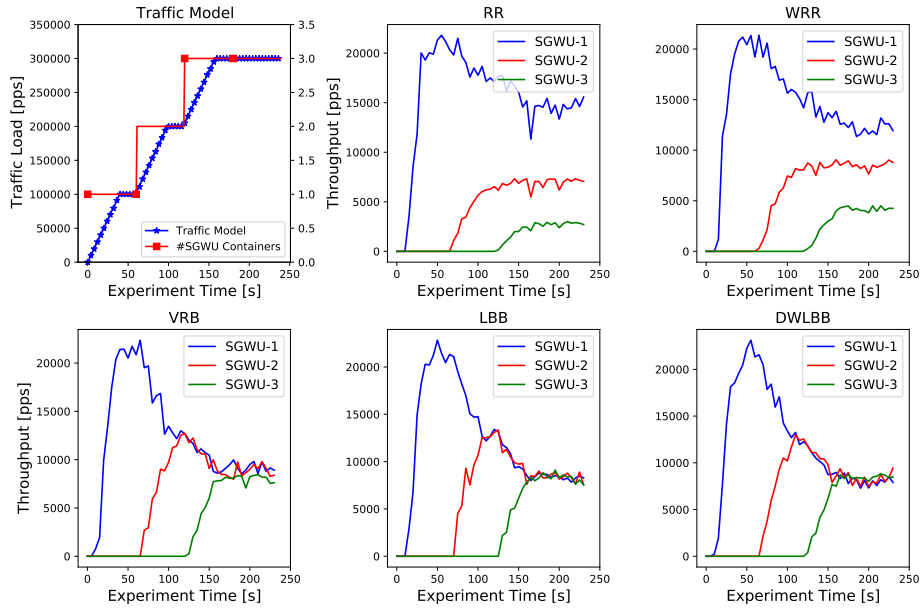 Traffic Model
350000
300000
250000
200000
150000
100000
50000
0
3.5
3.0
2.5
2.0
1.5
1.0
0.5
0.0
0 50 100 150 200 250
Traffic Load [pps]
Experiment Time [s]
Traffic Model
#SGWU Containers
RR
20000
15000
10000
5000
0
0 50 100 150 200 250
Throughput [pps]
Experiment Time [s]
SGWU-1
SGWU-2
SGWU-3
WRR
20000
15000
10000
5000
0
0 50 100 150 200 250
Experiment Time [s]
SGWU-1
SGWU-2
SGWU-3
VRB
20000
15000
10000
5000
0
0 50 100 150 200 250
Throughput [pps]
Experiment Time [s]
SGWU-1
SGWU-2
SGWU-3
LBB
20000
15000
10000
5000
0
0 50 100 150 200 250
Experiment Time [s]
SGWU-1
SGWU-2
SGWU-3
DWLBB
20000
15000
10000
5000
0
0 50 100 150 200 250
Experiment Time [s]
SGWU-1
SGWU-2
SGWU-3